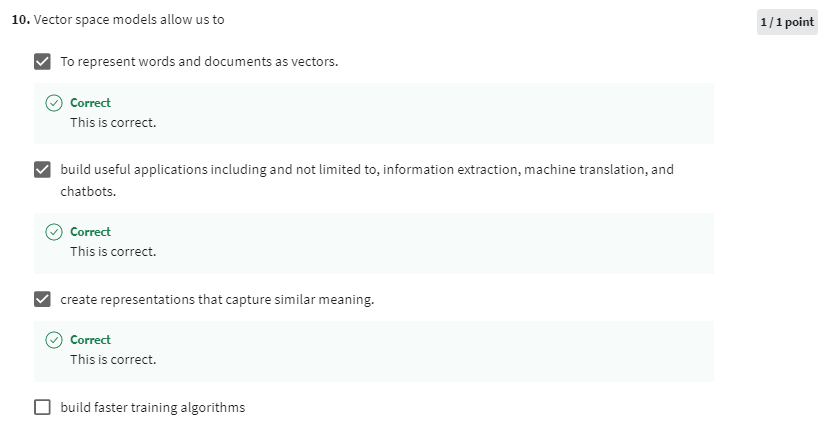 10. Vector space models allow us to
1 / 1 point
To represent words and documents as vectors.
Correct
This is correct.
build useful applications including and not limited to, information extraction, machine translation, and
chatbots.
Correct
This is correct.
create representations that capture similar meaning.
Correct
This is correct.
build faster training algorithms